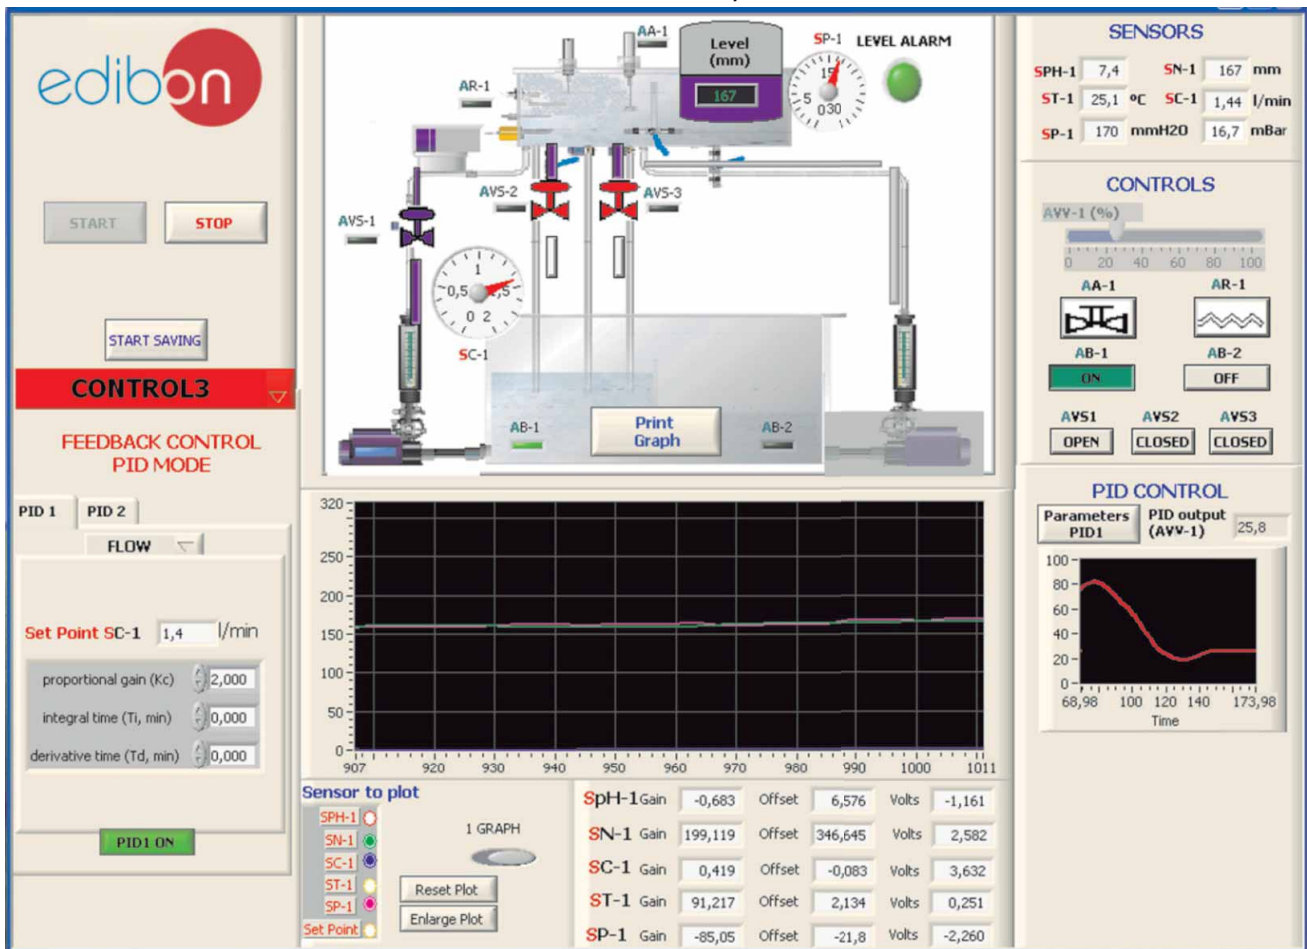 edibon
START STOP
START SAVING
CONTROL3
FEEDBACK CONTROL
PID MODE
PID 1 PID 2
FLOW
Set Point SC-1 1,4 l/min
proportional gain (Kc) 2,000
integral time (Ti, min) 0,000
derivative time (Td, min) 0,000
PID1 ON
AA-1
Level
(mm)
167
SP-1
15
5
030
LEVEL ALARM
AR-1
AVS-2
AVS-3
AVS-1
1
0,5 1,5
0 2
SC-1
AB-1
Print
Graph
AB-2
320
250
200
150
100
50
0
907 920 930 940 950 960 970 980 990 1000 1011
Sensor to plot
SPH-1
SN-1
SC-1
ST-1
SP-1
Set Point
1 GRAPH
Reset Plot
Enlarge Plot
SpH-1 Gain -0,683 Offset 6,576 Volts -1,161
SN-1 Gain 199,119 Offset 346,645 Volts 2,582
SC-1 Gain 0,419 Offset -0,083 Volts 3,632
ST-1 Gain 91,217 Offset 2,134 Volts 0,251
SP-1 Gain -85,05 Offset -21,8 Volts -2,260
SENSORS
SPH-1 7,4 SN-1 167 mm
ST-1 25,1 ºC SC-1 1,44 l/min
SP-1 170 mmH2O 16,7 mBar
CONTROLS
AVV-1 (%)
0 20 40 60 80 100
AA-1 AR-1
AB-1 AB-2
ON OFF
AVS1 AVS2 AVS3
OPEN CLOSED CLOSED
PID CONTROL
Parameters
PID1
PID output
(AVV-1)
25,8
100
80
60
40
20
0
68,98 100 120 140 173,98
Time